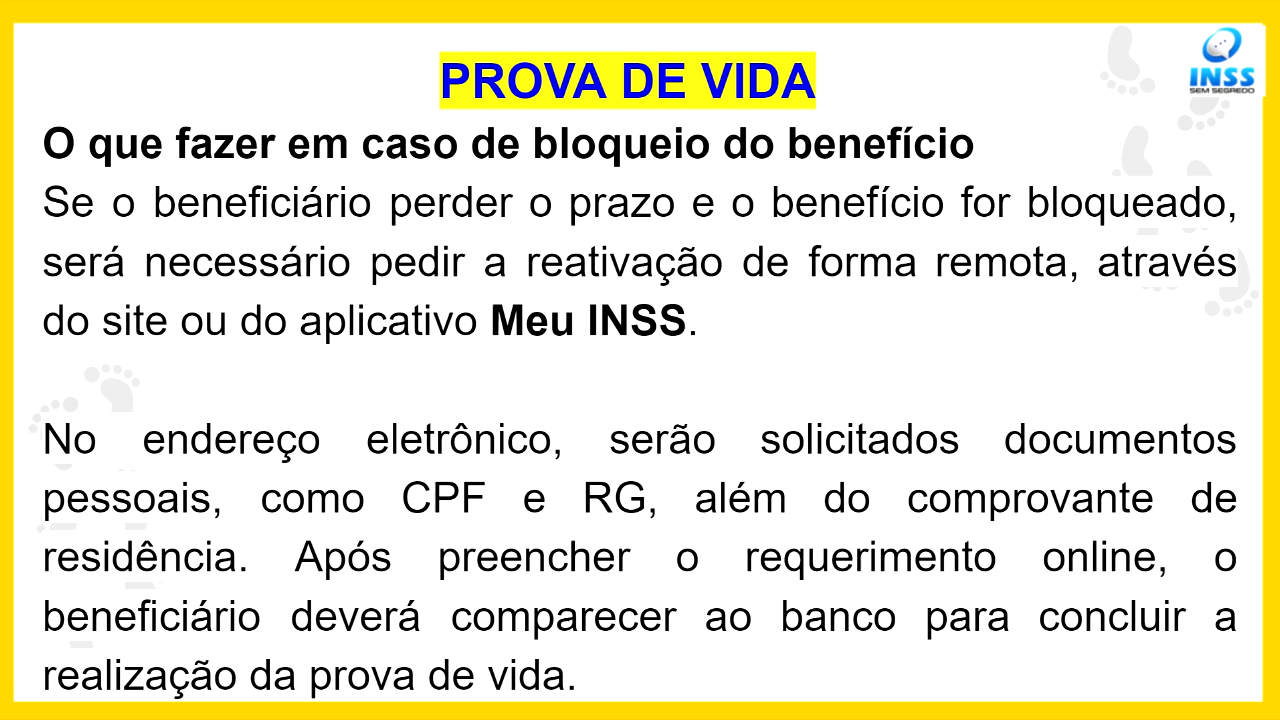 INSS
SEM SEGREDO
PROVA DE VIDA
O que fazer em caso de bloqueio do benefício
Se o beneficiário perder o prazo e o benefício for bloqueado,
será necessário pedir a reativação de forma remota, através
do site ou do aplicativo Meu INSS.
No endereço eletrônico, serão solicitados documentos
pessoais, como CPF e RG, além do comprovante de
residência. Após preencher o requerimento online, o
beneficiário deverá comparecer ao banco para concluir a
realização da prova de vida.